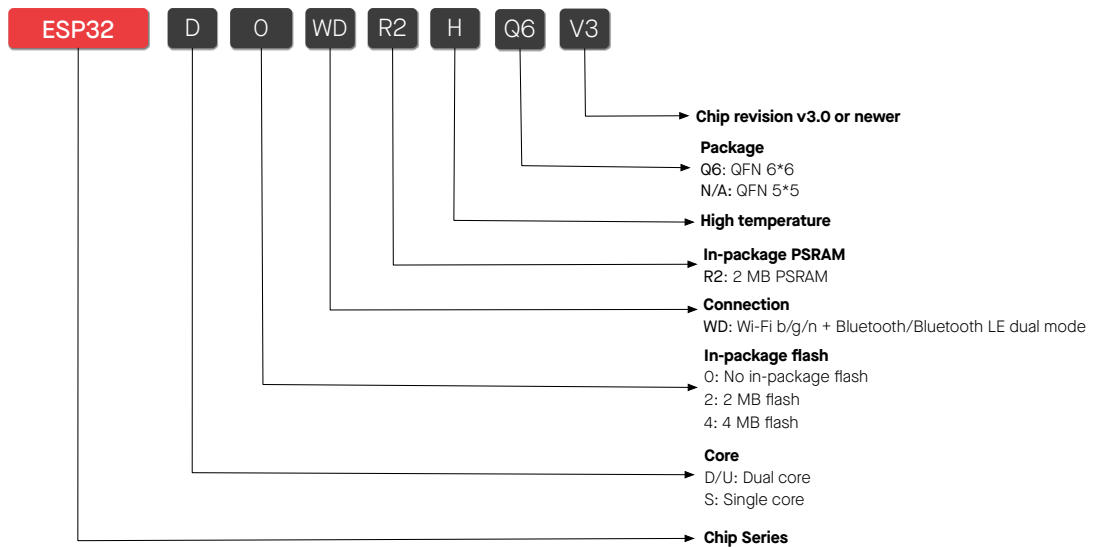 ESP32 D 0 WD R2 H Q6 V3
Chip revision v3.0 or newer
Package
Q6: QFN 6*6
N/A: QFN 5*5
High temperature
In-package PSRAM
R2: 2 MB PSRAM
Connection
WD: Wi-Fi b/g/n + Bluetooth/Bluetooth LE dual mode
In-package flash
0: No in-package flash
2: 2 MB flash
4: 4 MB flash
Core
D/U: Dual core
S: Single core
Chip Series